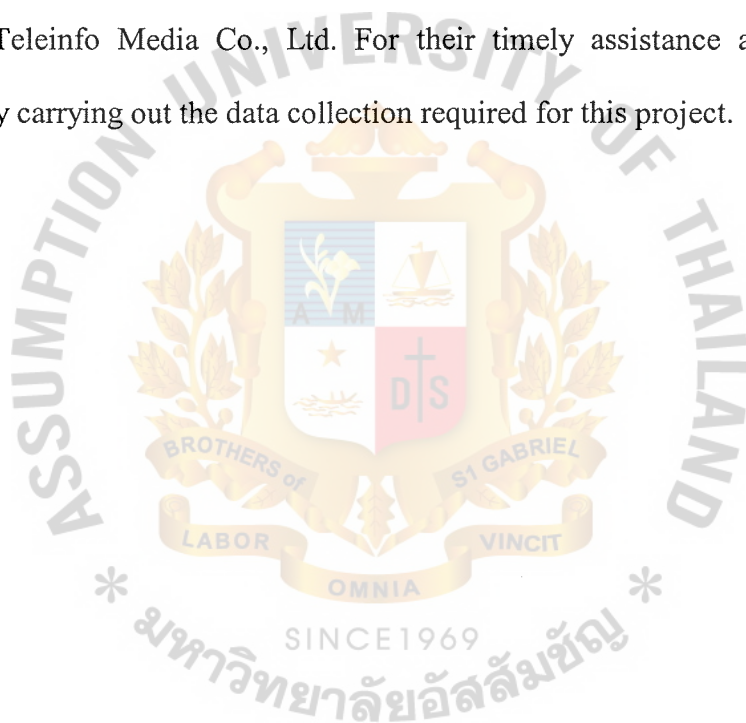 Teleinfo Media Co., Ltd. For their timely assistance a
y carrying out the data collection required for this project.
ASSUMPTION UNIVERSITY OF THAILAND
A M
D S
BROTHERS of S1 GABRIEL
LABOR VINCIT
OMNIA
* SINCE1969 *
มหาวิทยาลัยอัสสัมชัญ